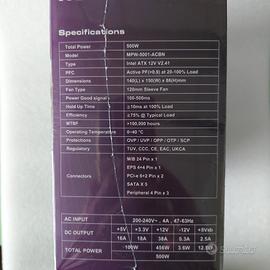 Specifications
Total Power 500W
Model MPW-5001-ACBN
Type Intel ATX 12V V2.41
PFC Active PF(>0.9) at 20-100% Load
Dimensions 140(L) x 150(W) x 86(H)mm
Fan Type 120mm Sleeve Fan
Power Good signal 100-500ms
Hold Up Time ≥10ms at 100% Load
Efficiency ≥75% @ Typical Load
MTBF >100,000 hours
Operating Temperature 0~40 °C
Protections OVP / UVP / OPP / OTP / SCP
Regulatory TUV, CCC, CE, EAC, UKCA
Connectors
M/B 24 Pin x 1
EPS 4+4 Pin x 1
PCI-e 6+2 Pin x 2
SATA X 5
Peripheral 4 Pin x 3
AC INPUT 200-240V~, 4A, 47-63Hz
DC OUTPUT +5V +3.3V +12V -12V +5Vsb
16A 18A 38A 0.3A 2.5A
TOTAL POWER 100W 456W 3.6W
500W